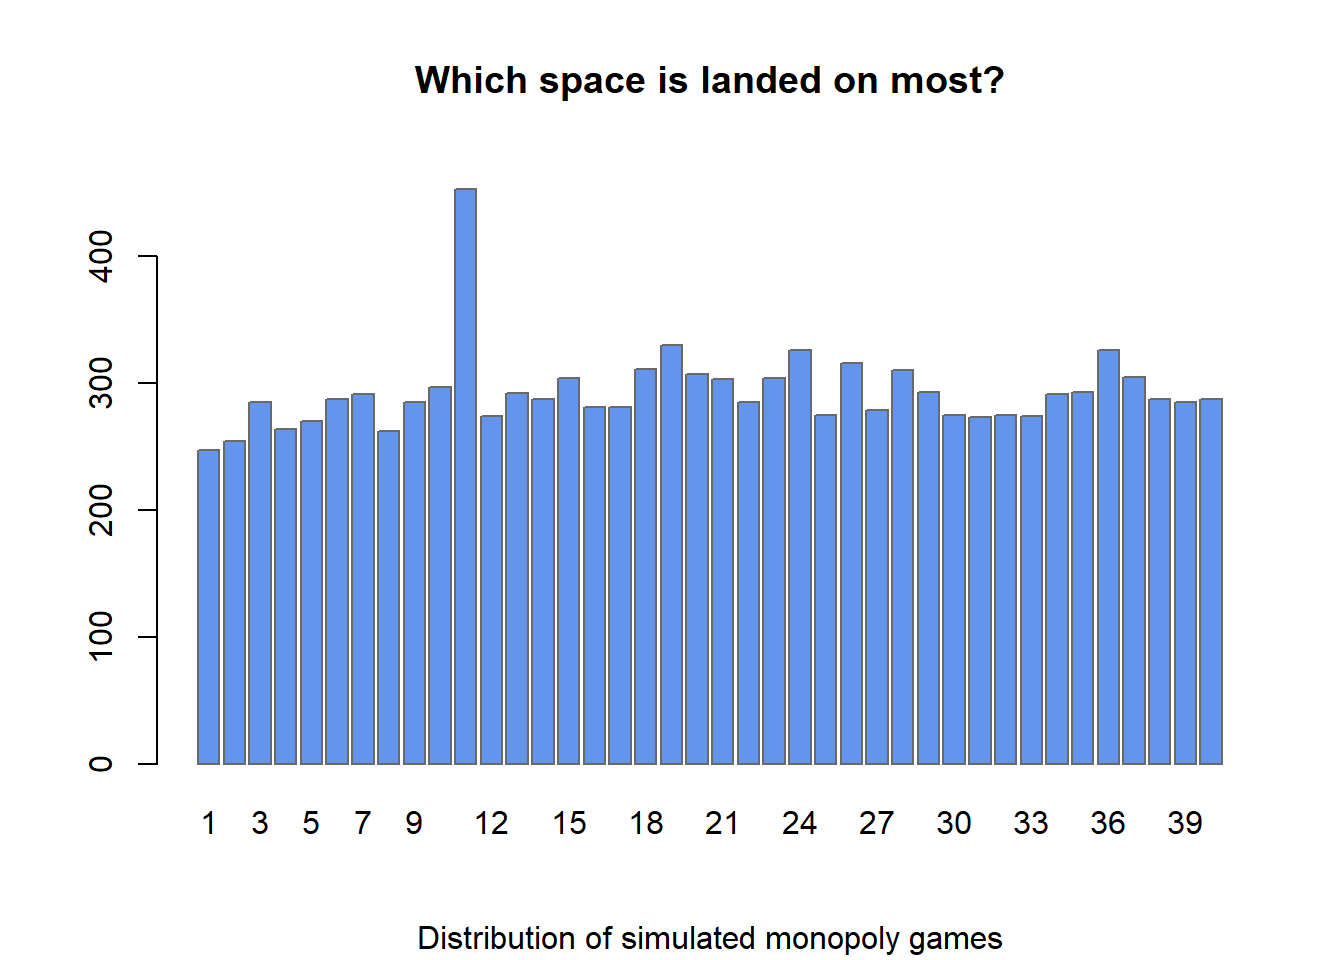 Which space is landed on most?
400
300
200
100
0
1 3 5 7 9 12 15 18 21 24 27 30 33 36 39
Distribution of simulated monopoly games